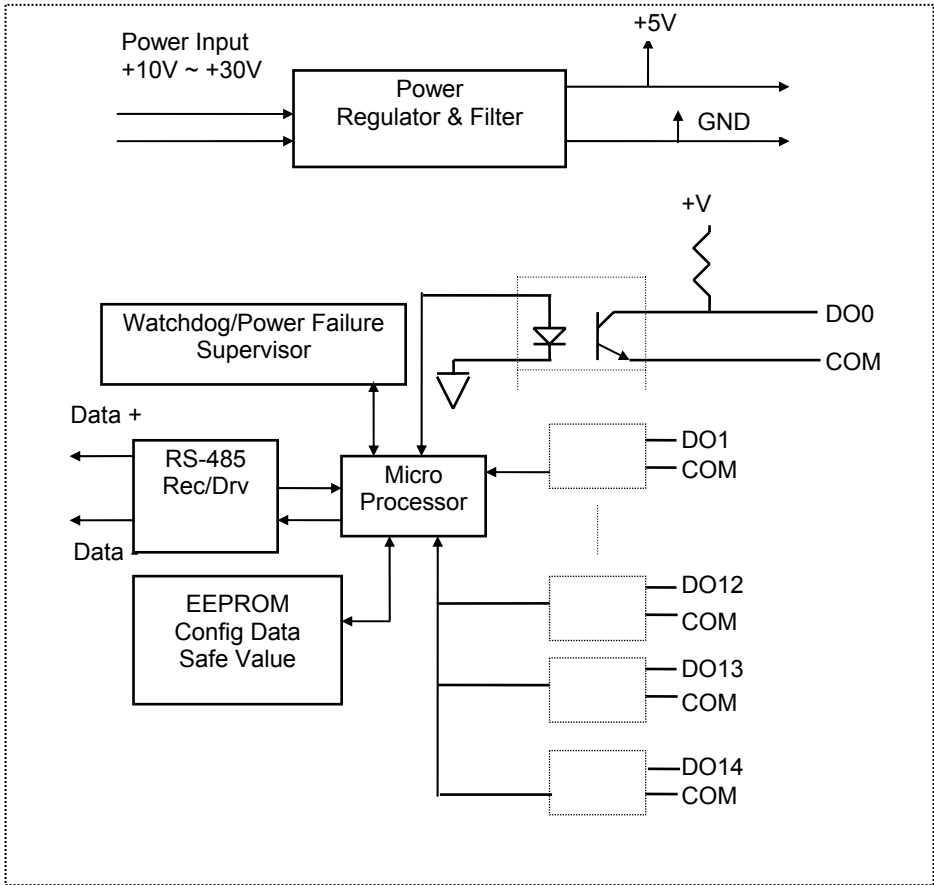 +5V
Power Input
+10V ~ +30V
Power
Regulator & Filter
GND
+V
DO0
COM
Watchdog/Power Failure
Supervisor
Data +
RS-485
Rec/Drv
Micro
Processor
DO1
COM
Data -
EEPROM
Config Data
Safe Value
DO12
COM
DO13
COM
DO14
COM